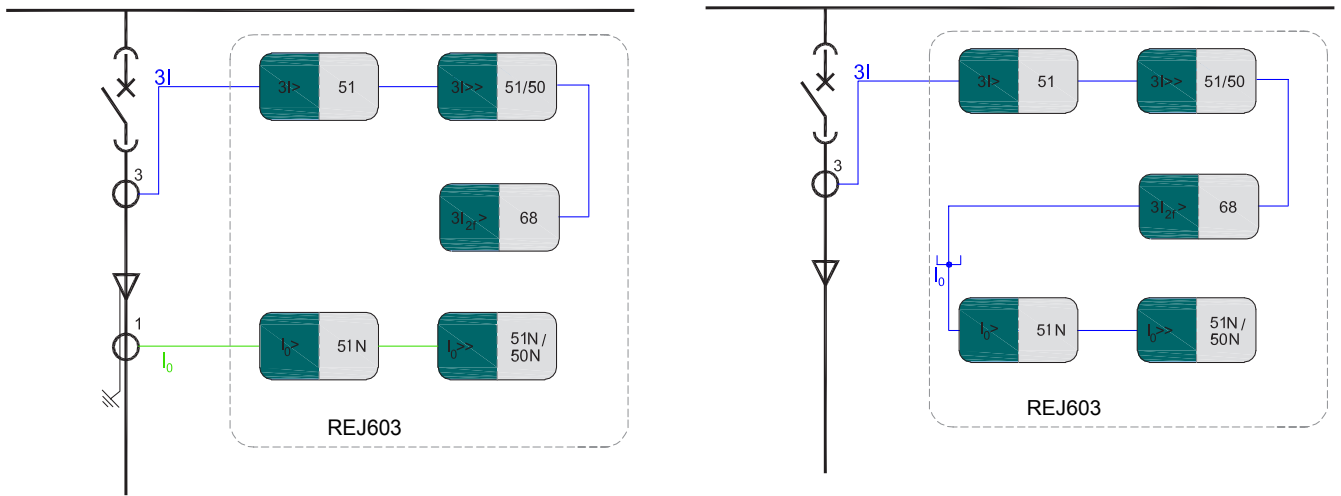 3I
3I>
51
3I>>
51/50
3
3I₂f>
68
1
I₀
I₀>
51N
I₀>>
51N/
50N
REJ603
3I
3I>
51
3I>>
51/50
3
3I₂f>
68
I₀
I₀>
51N
I₀>>
51N/
50N
REJ603